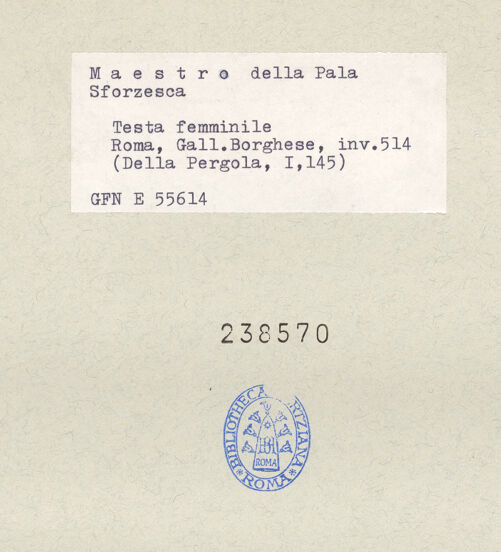 M a e s t r o della Pala
Sforzesca
Testa femminile
Roma, Gall.Borghese, inv.514
(Della Pergola, I,145)
GFN E 55614
238570
BIBLIOTHECA HERTZIANA
BH
ROMA
* ROMA *